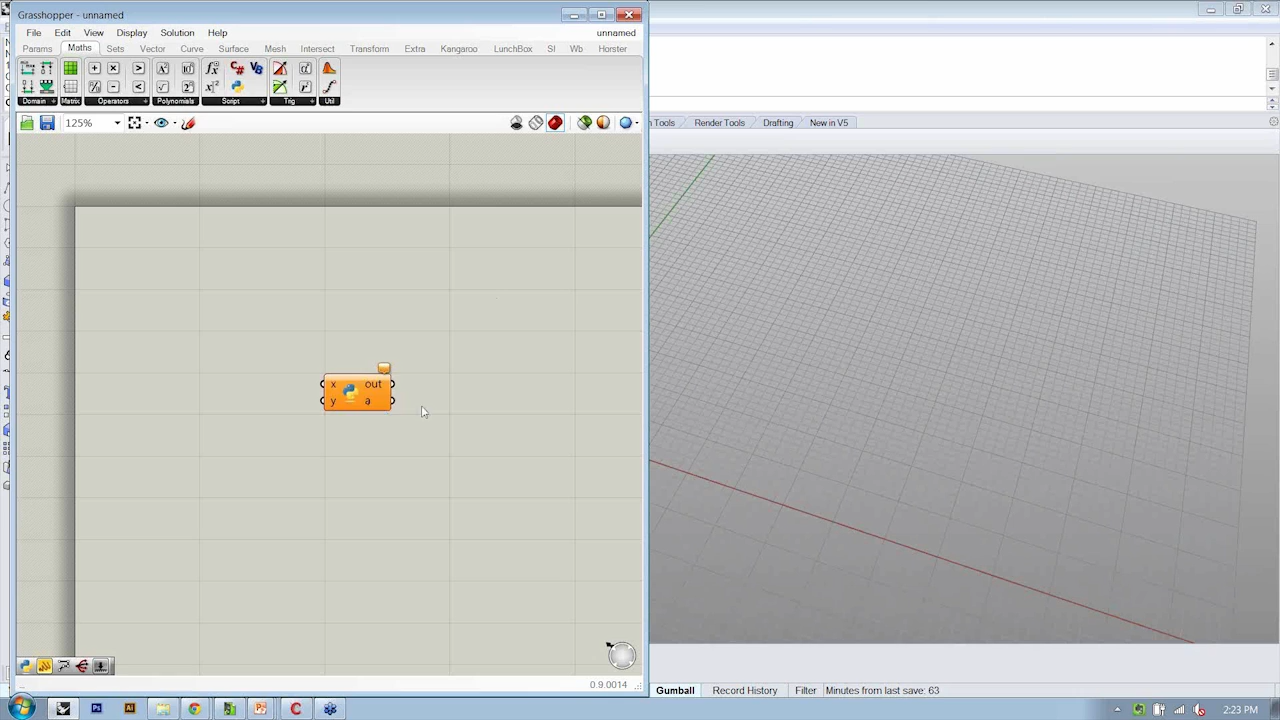 Grasshopper - unnamed
File Edit View Display Solution Help unnamed
Params Maths Sets Vector Curve Surface Mesh Intersect Transform Extra Kangaroo LunchBox SI Wb Horster
Domain Matrix Operators Polynomials Script Trig Util
125%
Render Tools Drafting New in V5
x out
y a
0.9.0014
Gumball Record History Filter Minutes from last save: 63
2:23 PM